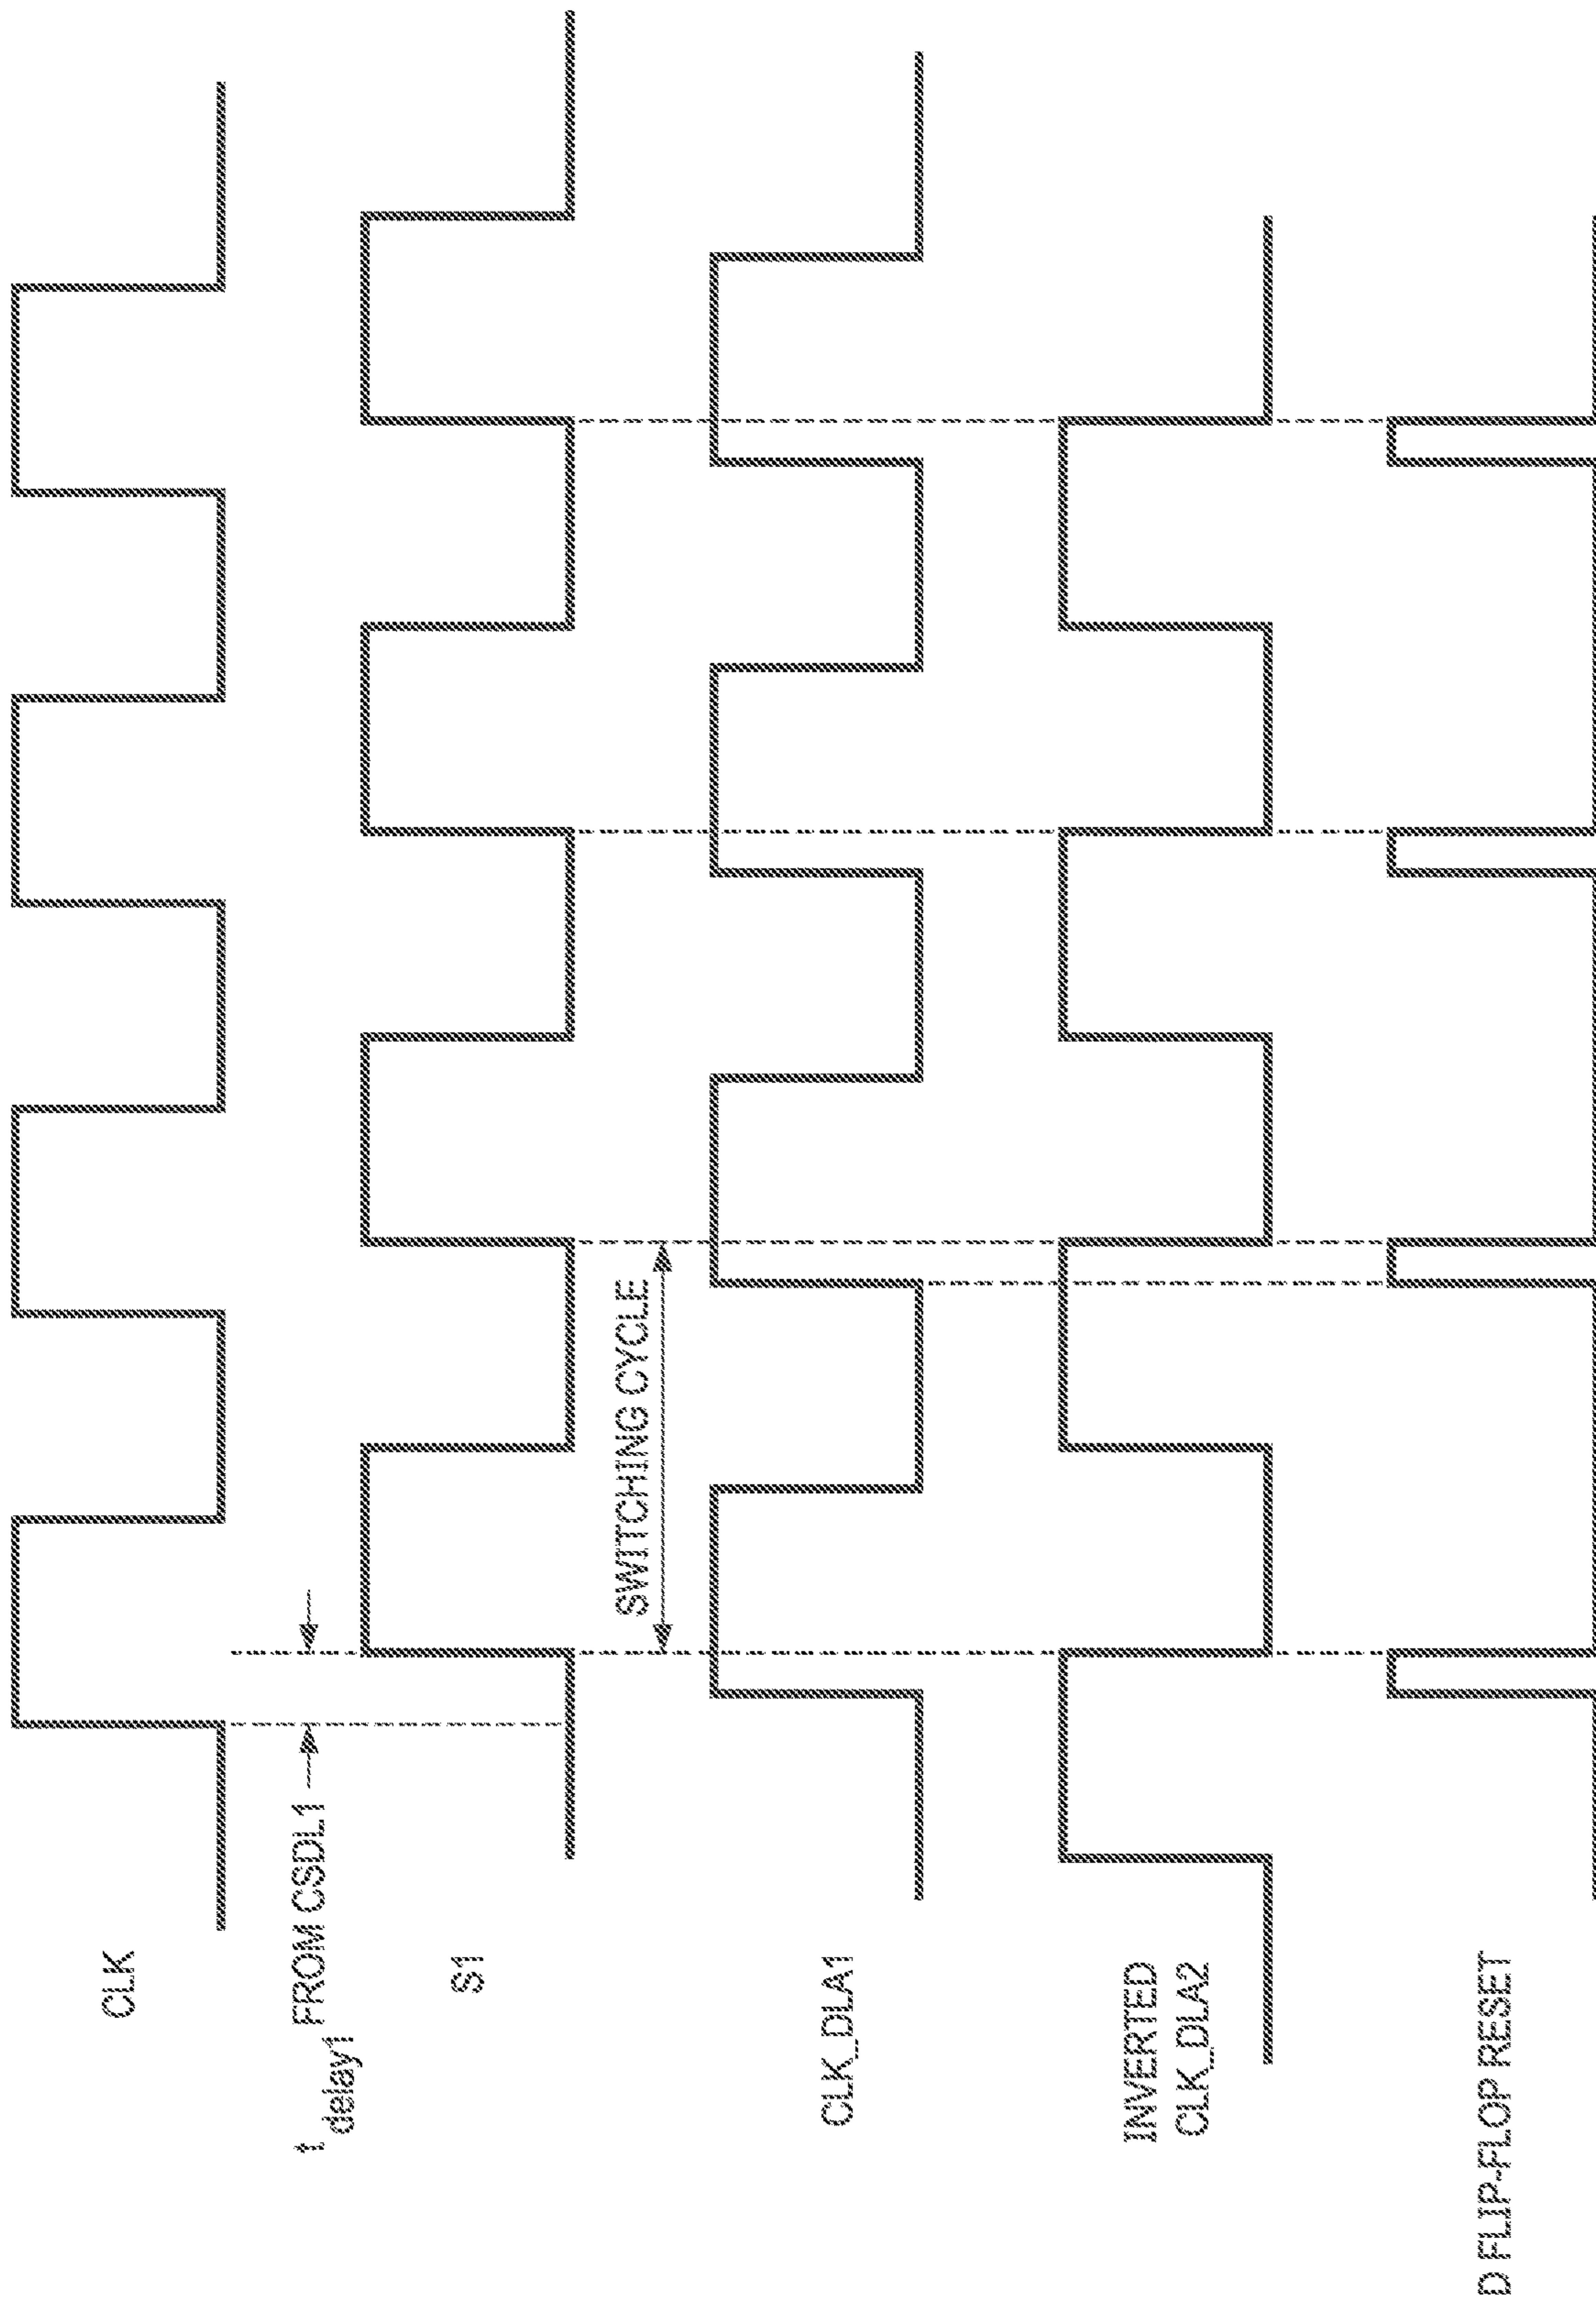 CLK
t delay1 FROM CSDL1
S1
SWITCHING CYCLE
CLK_DLA1
INVERTED
CLK_DLA2
D FLIP-FLOP RESET